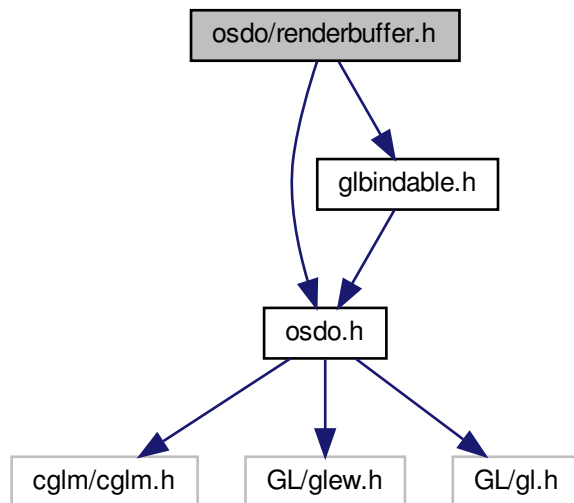 osdo/renderbuffer.h
glbindable.h
osdo.h
cglm/cglm.h
GL/glew.h
GL/gl.h